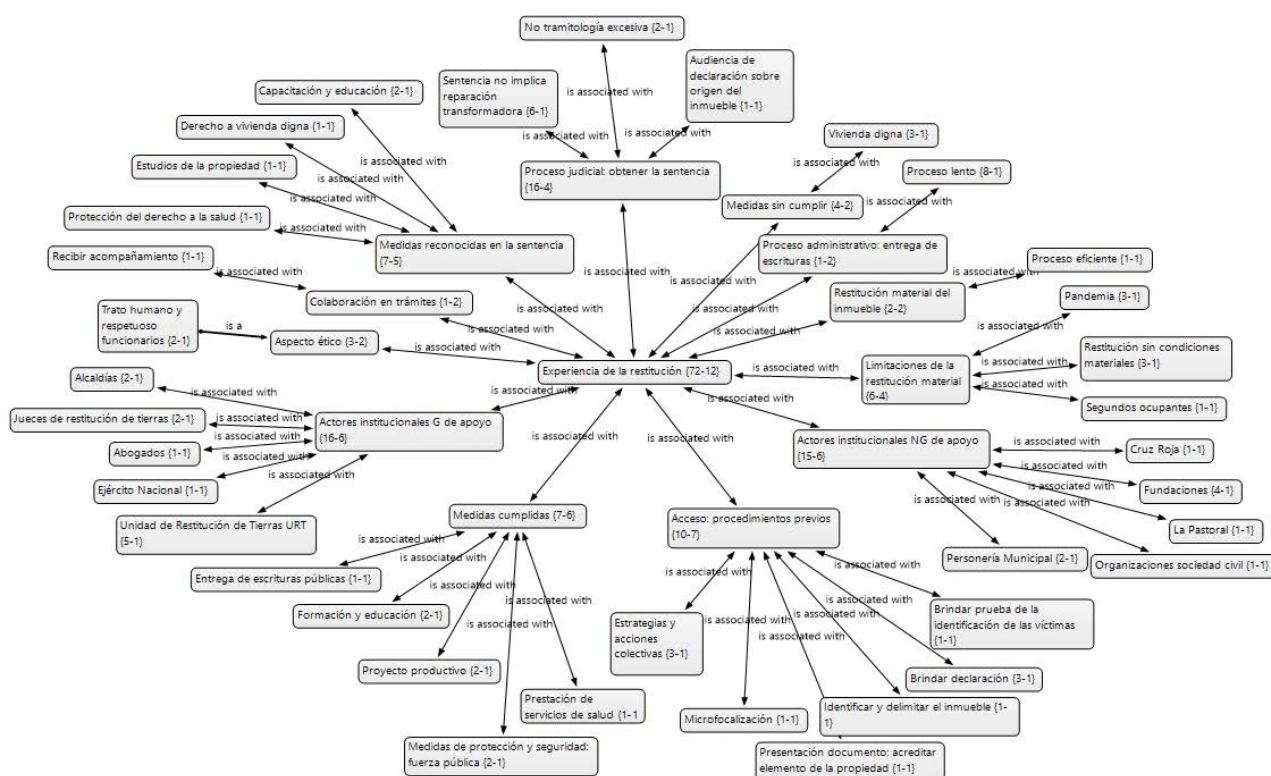 No tramitología excesiva {2-1}
Sentencia no implica
reparación
transformadora {6-1}
Audiencia de
declaración sobre
origen del
inmueble {1-1}
is associated with
is associated with
is associated with
Proceso judicial: obtener la sentencia
{16-4}
Capacitación y educación {2-1}
Derecho a vivienda digna {1-1}
Estudios de la propiedad {1-1}
Protección del derecho a la salud {1-1}
is associated with
is associated with
is associated with
is associated with
Medidas reconocidas en la sentencia
{7-5}
Vivienda digna {3-1}
is associated with
Medidas sin cumplir {4-2}
Proceso lento {8-1}
is associated with
Proceso administrativo: entrega de
escrituras {1-2}
Proceso eficiente {1-1}
is associated with
Restitución material del
inmueble {2-2}
Recibir acompañamiento {1-1}
is associated with
Colaboración en trámites {1-2}
Trato humano y
respetuoso
funcionarios {2-1}
is a
Aspecto ético {3-2}
is associated with
is associated with
is associated with
is associated with
is associated with
is associated with
is associated with
Experiencia de la restitución {72-12}
is associated with
Limitaciones de la
restitución material
{6-4}
Pandemia {3-1}
is associated with
Restitución sin condiciones
materiales {3-1}
is associated with
Segundos ocupantes {1-1}
is associated with
Alcaldías {2-1}
is associated with
Jueces de restitución de tierras {2-1}
is associated with
Abogados {1-1}
is associated with
Ejército Nacional {1-1}
is associated with
Unidad de Restitución de Tierras URT
{5-1}
is associated with
Actores institucionales G de apoyo
{16-6}
is associated with
is associated with
is associated with
is associated with
Actores institucionales NG de apoyo
{15-6}
is associated with
Cruz Roja {1-1}
is associated with
Fundaciones {4-1}
is associated with
La Pastoral {1-1}
is associated with
Organizaciones sociedad civil {1-1}
is associated with
Personería Municipal {2-1}
Medidas cumplidas {7-6}
is associated with
Entrega de escrituras públicas {1-1}
is associated with
Formación y educación {2-1}
is associated with
Proyecto productivo {2-1}
is associated with
Prestación de
servicios de salud {1-1
is associated with
Medidas de protección y seguridad:
fuerza pública {2-1}
Acceso: procedimientos previos
{10-7}
is associated with
Estrategias y
acciones
colectivas {3-1}
is associated with
Microfocalización {1-1}
is associated with
Presentación documento: acreditar
elemento de la propiedad {1-1}
is associated with
Identificar y delimitar el inmueble {1-
1}
is associated with
Brindar declaración {3-1}
is associated with
Brindar prueba de la
identificación de las víctimas
{1-1}